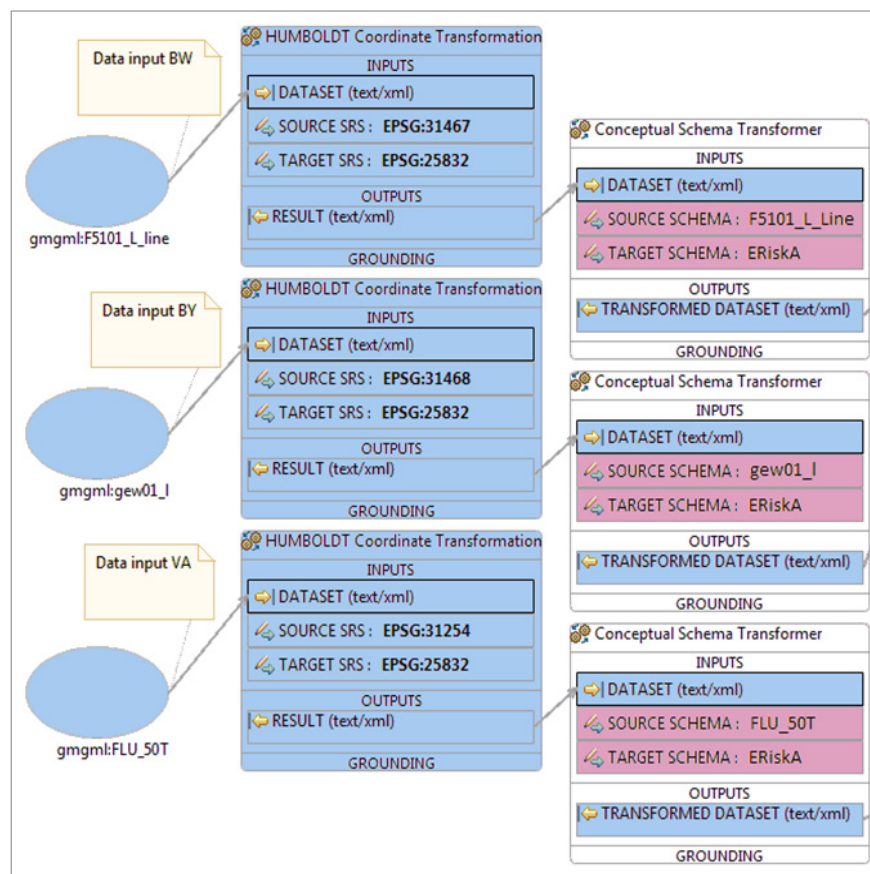 Data input BW
gmgml:F5101_L_line
HUMBOLDT Coordinate Transformation
INPUTS
DATASET (text/xml)
SOURCE SRS : EPSG:31467
TARGET SRS : EPSG:25832
OUTPUTS
RESULT (text/xml)
GROUNDING
Conceptual Schema Transformer
INPUTS
DATASET (text/xml)
SOURCE SCHEMA : F5101_L_Line
TARGET SCHEMA : ERiskA
OUTPUTS
TRANSFORMED DATASET (text/xml)
GROUNDING
Data input BY
gmgml:gew01_l
HUMBOLDT Coordinate Transformation
INPUTS
DATASET (text/xml)
SOURCE SRS : EPSG:31468
TARGET SRS : EPSG:25832
OUTPUTS
RESULT (text/xml)
GROUNDING
Conceptual Schema Transformer
INPUTS
DATASET (text/xml)
SOURCE SCHEMA : gew01_l
TARGET SCHEMA : ERiskA
OUTPUTS
TRANSFORMED DATASET (text/xml)
GROUNDING
Data input VA
gmgml:FLU_50T
HUMBOLDT Coordinate Transformation
INPUTS
DATASET (text/xml)
SOURCE SRS : EPSG:31254
TARGET SRS : EPSG:25832
OUTPUTS
RESULT (text/xml)
GROUNDING
Conceptual Schema Transformer
INPUTS
DATASET (text/xml)
SOURCE SCHEMA : FLU_50T
TARGET SCHEMA : ERiskA
OUTPUTS
TRANSFORMED DATASET (text/xml)
GROUNDING